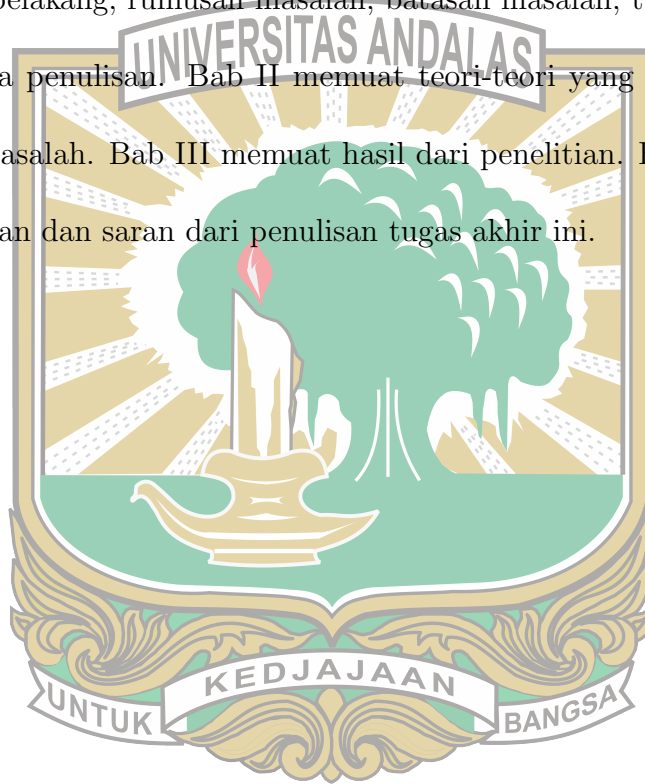 belakang, rumusan masalah, batasan masalah, t
UNIVERSITAS ANDALAS
a penulisan. Bab II memuat teori-teori yang
asalah. Bab III memuat hasil dari penelitian.
an dan saran dari penulisan tugas akhir ini.
UNTUK KEDJAJAAN BANGSA